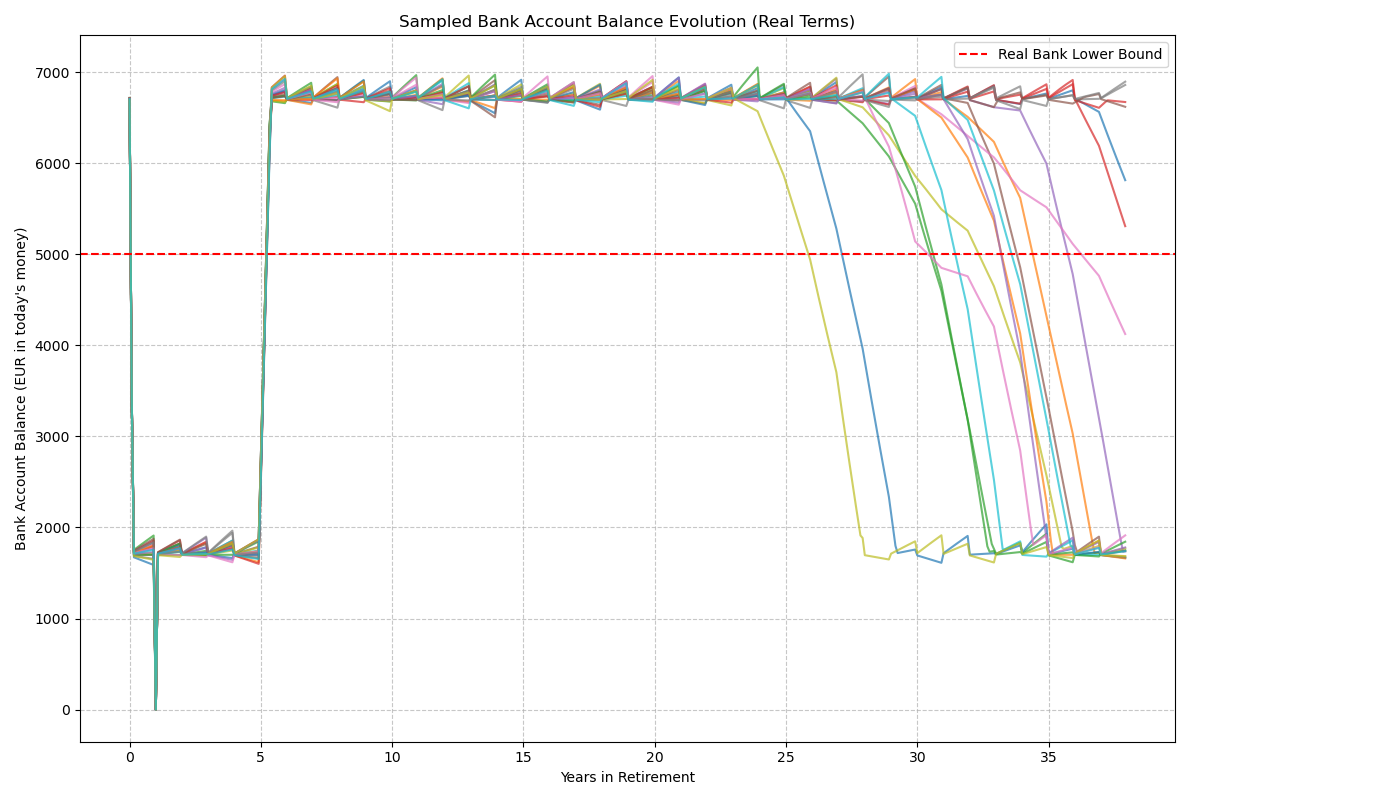 Sampled Bank Account Balance Evolution (Real Terms)
Real Bank Lower Bound
Bank Account Balance (EUR in today's money)
7000
6000
5000
4000
3000
2000
1000
0
0 5 10 15 20 25 30 35
Years in Retirement